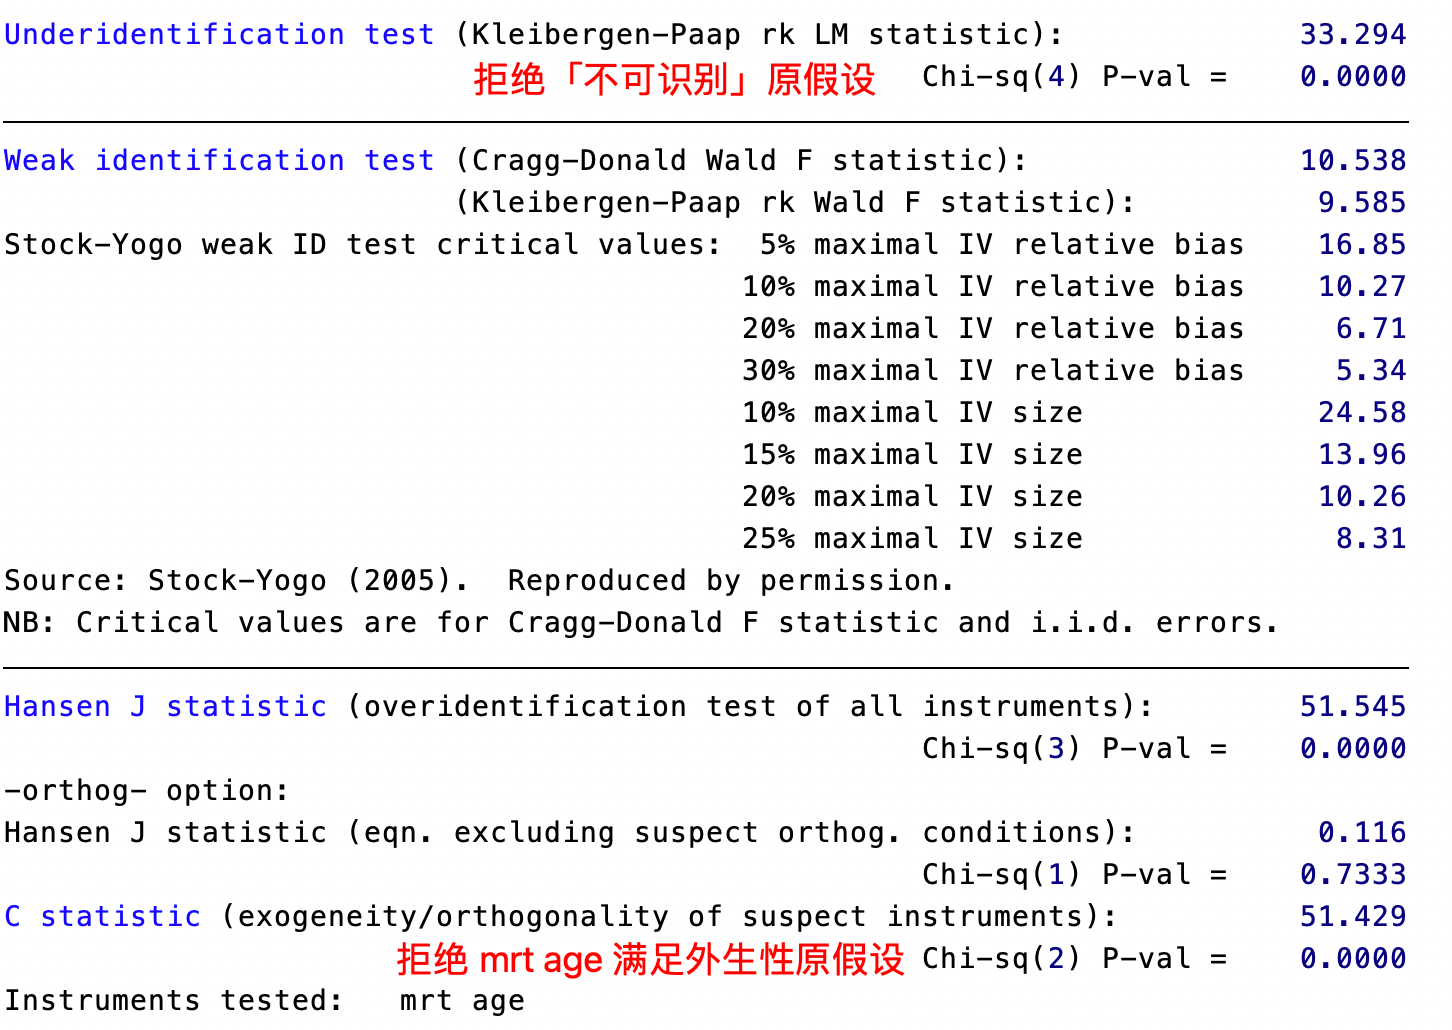 Underidentification test (Kleibergen-Paap rk LM statistic): 33.294
拒绝「不可识别」原假设 Chi-sq(4) P-val = 0.0000
Weak identification test (Cragg-Donald Wald F statistic): 10.538
(Kleibergen-Paap rk Wald F statistic): 9.585
Stock-Yogo weak ID test critical values: 5% maximal IV relative bias 16.85
10% maximal IV relative bias 10.27
20% maximal IV relative bias 6.71
30% maximal IV relative bias 5.34
10% maximal IV size 24.58
15% maximal IV size 13.96
20% maximal IV size 10.26
25% maximal IV size 8.31
Source: Stock-Yogo (2005). Reproduced by permission.
NB: Critical values are for Cragg-Donald F statistic and i.i.d. errors.
Hansen J statistic (overidentification test of all instruments): 51.545
Chi-sq(3) P-val = 0.0000
-orthog- option:
Hansen J statistic (eqn. excluding suspect orthog. conditions): 0.116
Chi-sq(1) P-val = 0.7333
C statistic (exogeneity/orthogonality of suspect instruments): 51.429
拒绝 mrt age 满足外生性原假设 Chi-sq(2) P-val = 0.0000
Instruments tested: mrt age